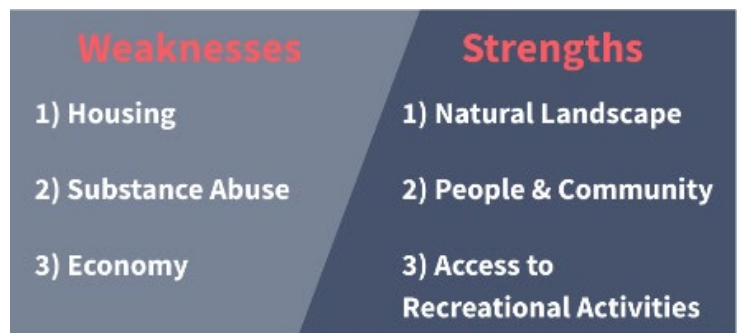 Weaknesses
1) Housing
2) Substance Abuse
3) Economy
Strengths
1) Natural Landscape
2) People & Community
3) Access to
Recreational Activities